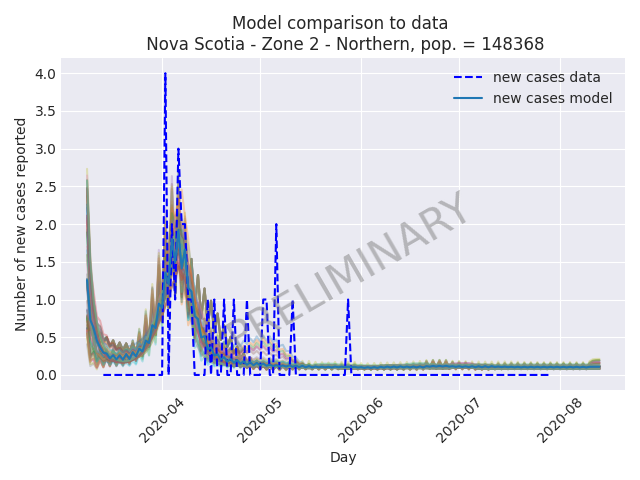 Model comparison to data
Nova Scotia - Zone 2 - Northern, pop. = 148368
new cases data
new cases model
Number of new cases reported
4.0
3.5
3.0
2.5
2.0
1.5
1.0
0.5
0.0
PRELIMINARY
2020-04
2020-05
2020-06
2020-07
2020-08
Day